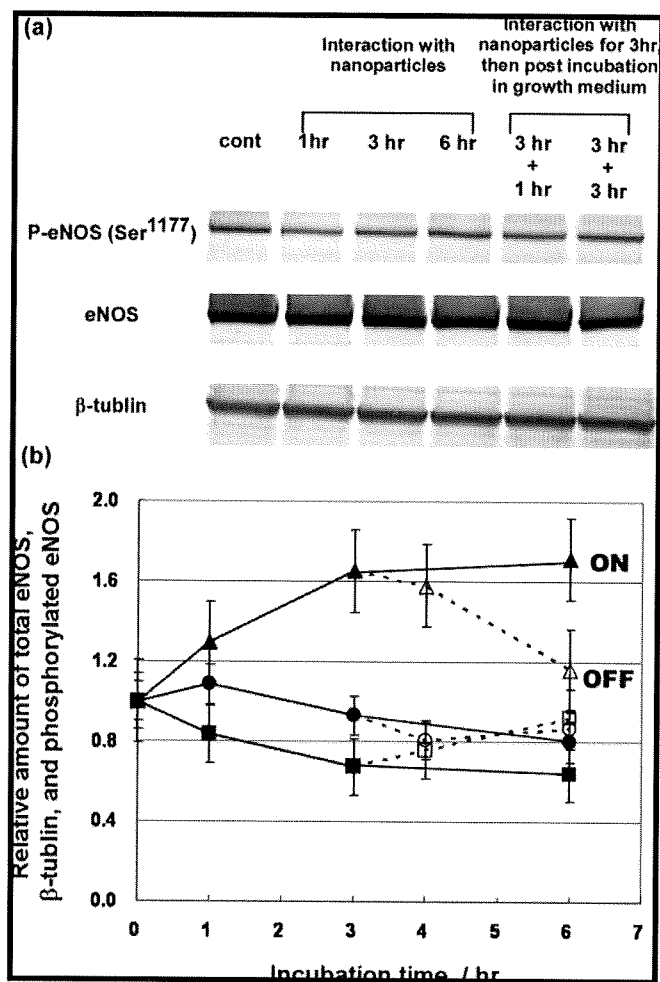 (a)
Interaction with
nanoparticles
Interaction with
nanoparticles for 3hr,
then post incubation
in growth medium
cont 1hr 3 hr 6 hr 3 hr + 1 hr 3 hr + 3 hr
P-eNOS (Ser1177)
eNOS
β-tublin
(b)
Relative amount of total eNOS,
β-tublin, and phosphorylated eNOS
2.0
1.6
1.2
0.8
0.4
0.0
ON
OFF
0 1 2 3 4 5 6 7
Incubation time / hr